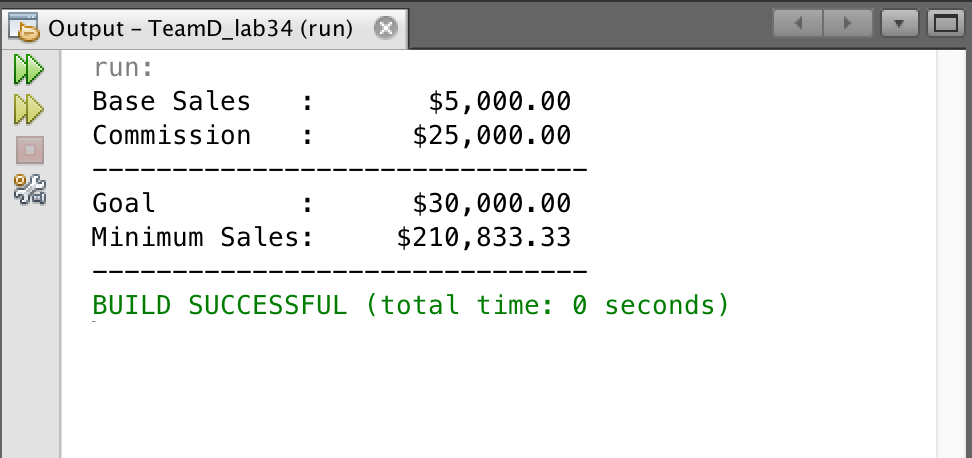 Output – TeamD_lab34 (run)
run:
Base Sales   :       $5,000.00
Commission   :      $25,000.00
-------------------------------
Goal         :      $30,000.00
Minimum Sales:     $210,833.33
-------------------------------
BUILD SUCCESSFUL (total time: 0 seconds)